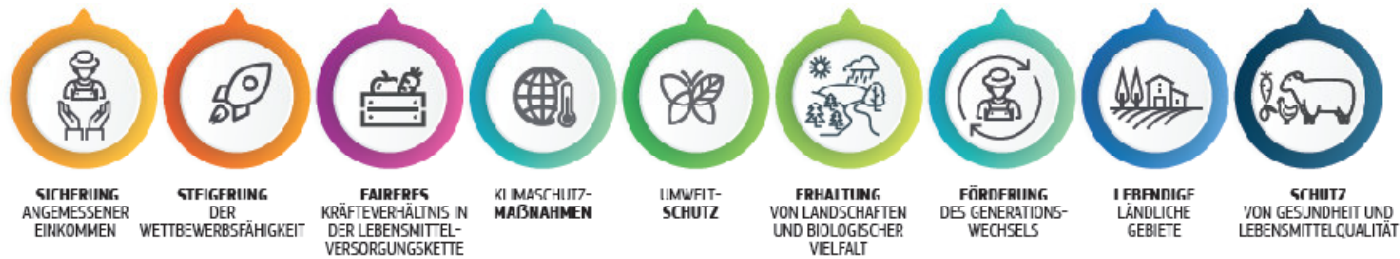 SICHERUNG
ANGEMESSENER
EINKOMMEN
STEIGERUNG
DER
WETTBEWERBSFÄHIGKEIT
FAIRERES
KRÄFTEVERHÄLTNIS IN
DER LEBENSMITTEL-
VERSORGUNGSKETTE
KLIMASCHUTZ-
MAẞNAHMEN
UMWELT-
SCHUTZ
ERHALTUNG
VON LANDSCHAFTEN
UND BIOLOGISCHER
VIELFALT
FÖRDERUNG
DES GENERATIONS-
WECHSELS
LEBENDIGE
LÄNDLICHE
GEBIETE
SCHUTZ
VON GESUNDHEIT UND
LEBENSMITTELQUALITÄT